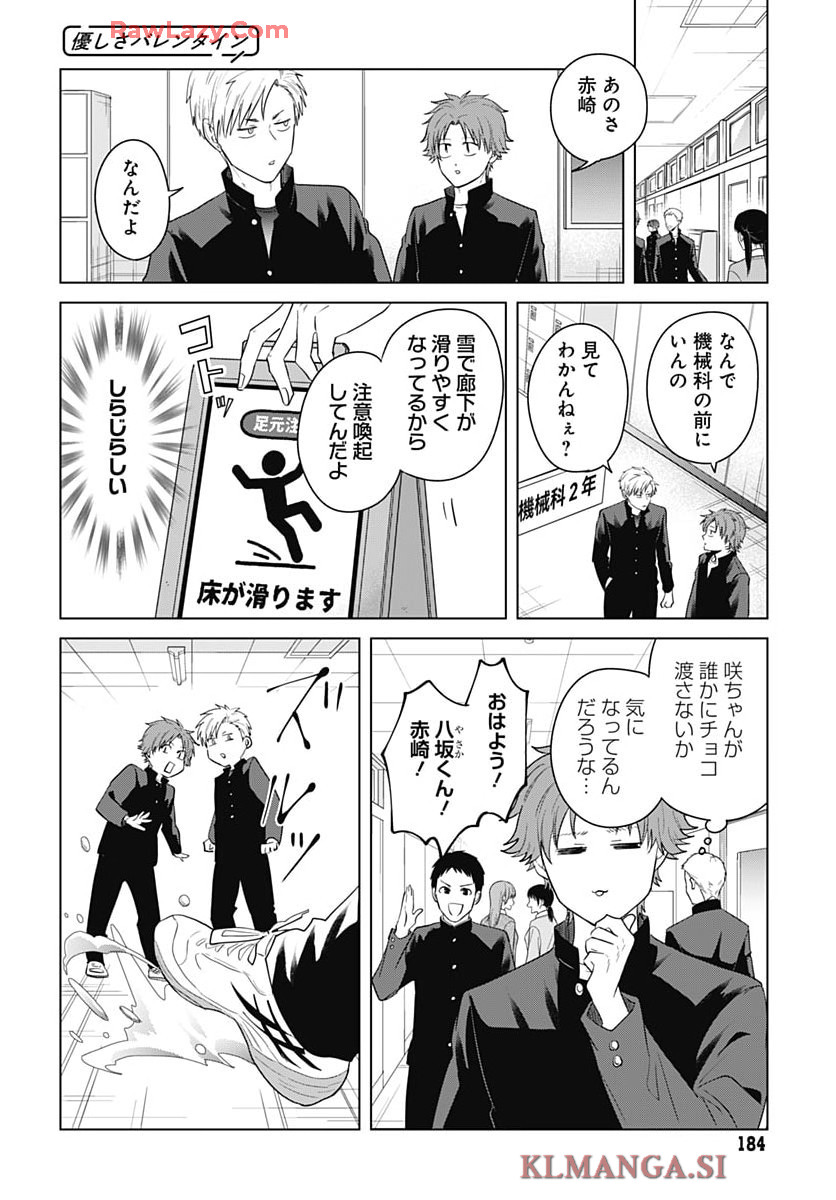 RawLazy.Com
優しさバレンタイン
あのさ
赤崎
なんだよ
なんで
機械科の前に
いんの
見て
わかんねぇ?
機械科2年
雪で廊下が
滑りやすく
なってるから
注意喚起
してんだよ
コトッ
足元注
床が滑ります
しらじらしい
咲ちゃんが
誰かにチョコ
渡さないか
気に
なってるん
だろうな…
おはよう!
八坂くん!
やさか
赤崎!
184
KLMANGA.SI